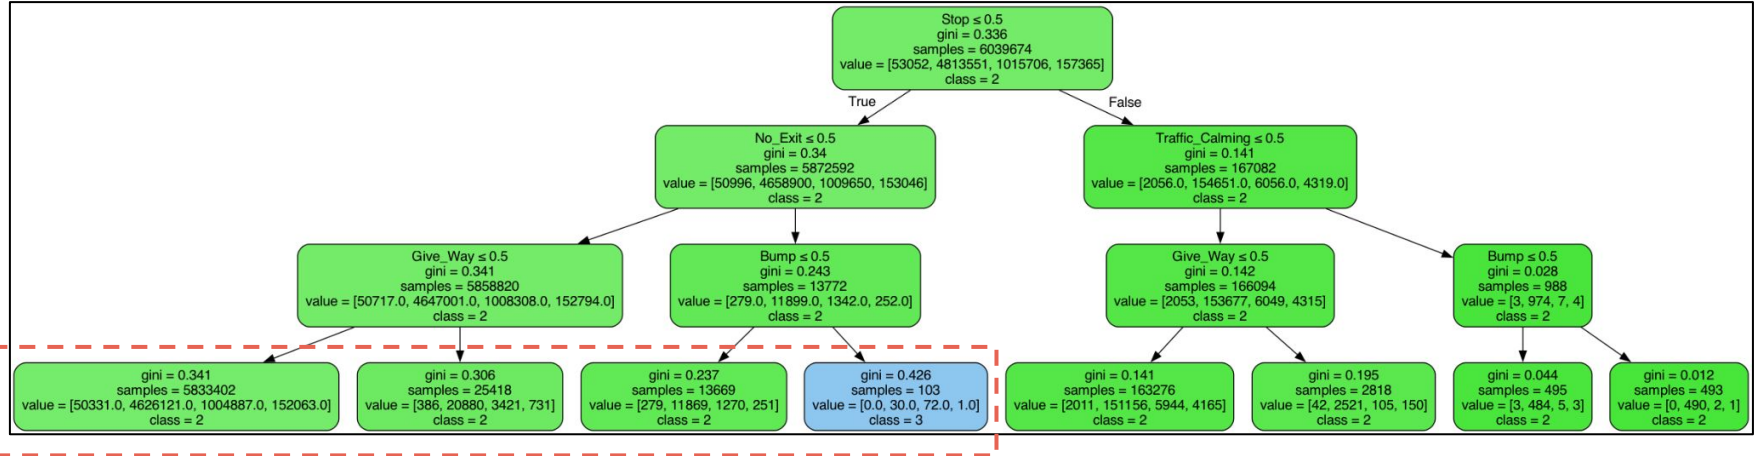 Stop ≤ 0.5
gini = 0.336
samples = 6039674
value = [53052, 4813551, 1015706, 157365]
class = 2
True
False
No_Exit ≤ 0.5
gini = 0.34
samples = 5872592
value = [50996, 4658900, 1009650, 153046]
class = 2
Traffic_Calming ≤ 0.5
gini = 0.141
samples = 167082
value = [2056.0, 154651.0, 6056.0, 4319.0]
class = 2
Give_Way ≤ 0.5
gini = 0.341
samples = 5858820
value = [50717.0, 4647001.0, 1008308.0, 152794.0]
class = 2
Bump ≤ 0.5
gini = 0.243
samples = 13772
value = [279.0, 11899.0, 1342.0, 252.0]
class = 2
Give_Way ≤ 0.5
gini = 0.142
samples = 166094
value = [2053, 153677, 6049, 4315]
class = 2
Bump ≤ 0.5
gini = 0.028
samples = 988
value = [3, 974, 7, 4]
class = 2
gini = 0.341
samples = 5833402
value = [50331.0, 4626121.0, 1004887.0, 152063.0]
class = 2
gini = 0.306
samples = 25418
value = [386, 20880, 3421, 731]
class = 2
gini = 0.237
samples = 13669
value = [279, 11869, 1270, 251]
class = 2
gini = 0.426
samples = 103
value = [0.0, 30.0, 72.0, 1.0]
class = 3
gini = 0.141
samples = 163276
value = [2011, 151156, 5944, 4165]
class = 2
gini = 0.195
samples = 2818
value = [42, 2521, 105, 150]
class = 2
gini = 0.044
samples = 495
value = [3, 484, 5, 3]
class = 2
gini = 0.012
samples = 493
value = [0, 490, 2, 1]
class = 2